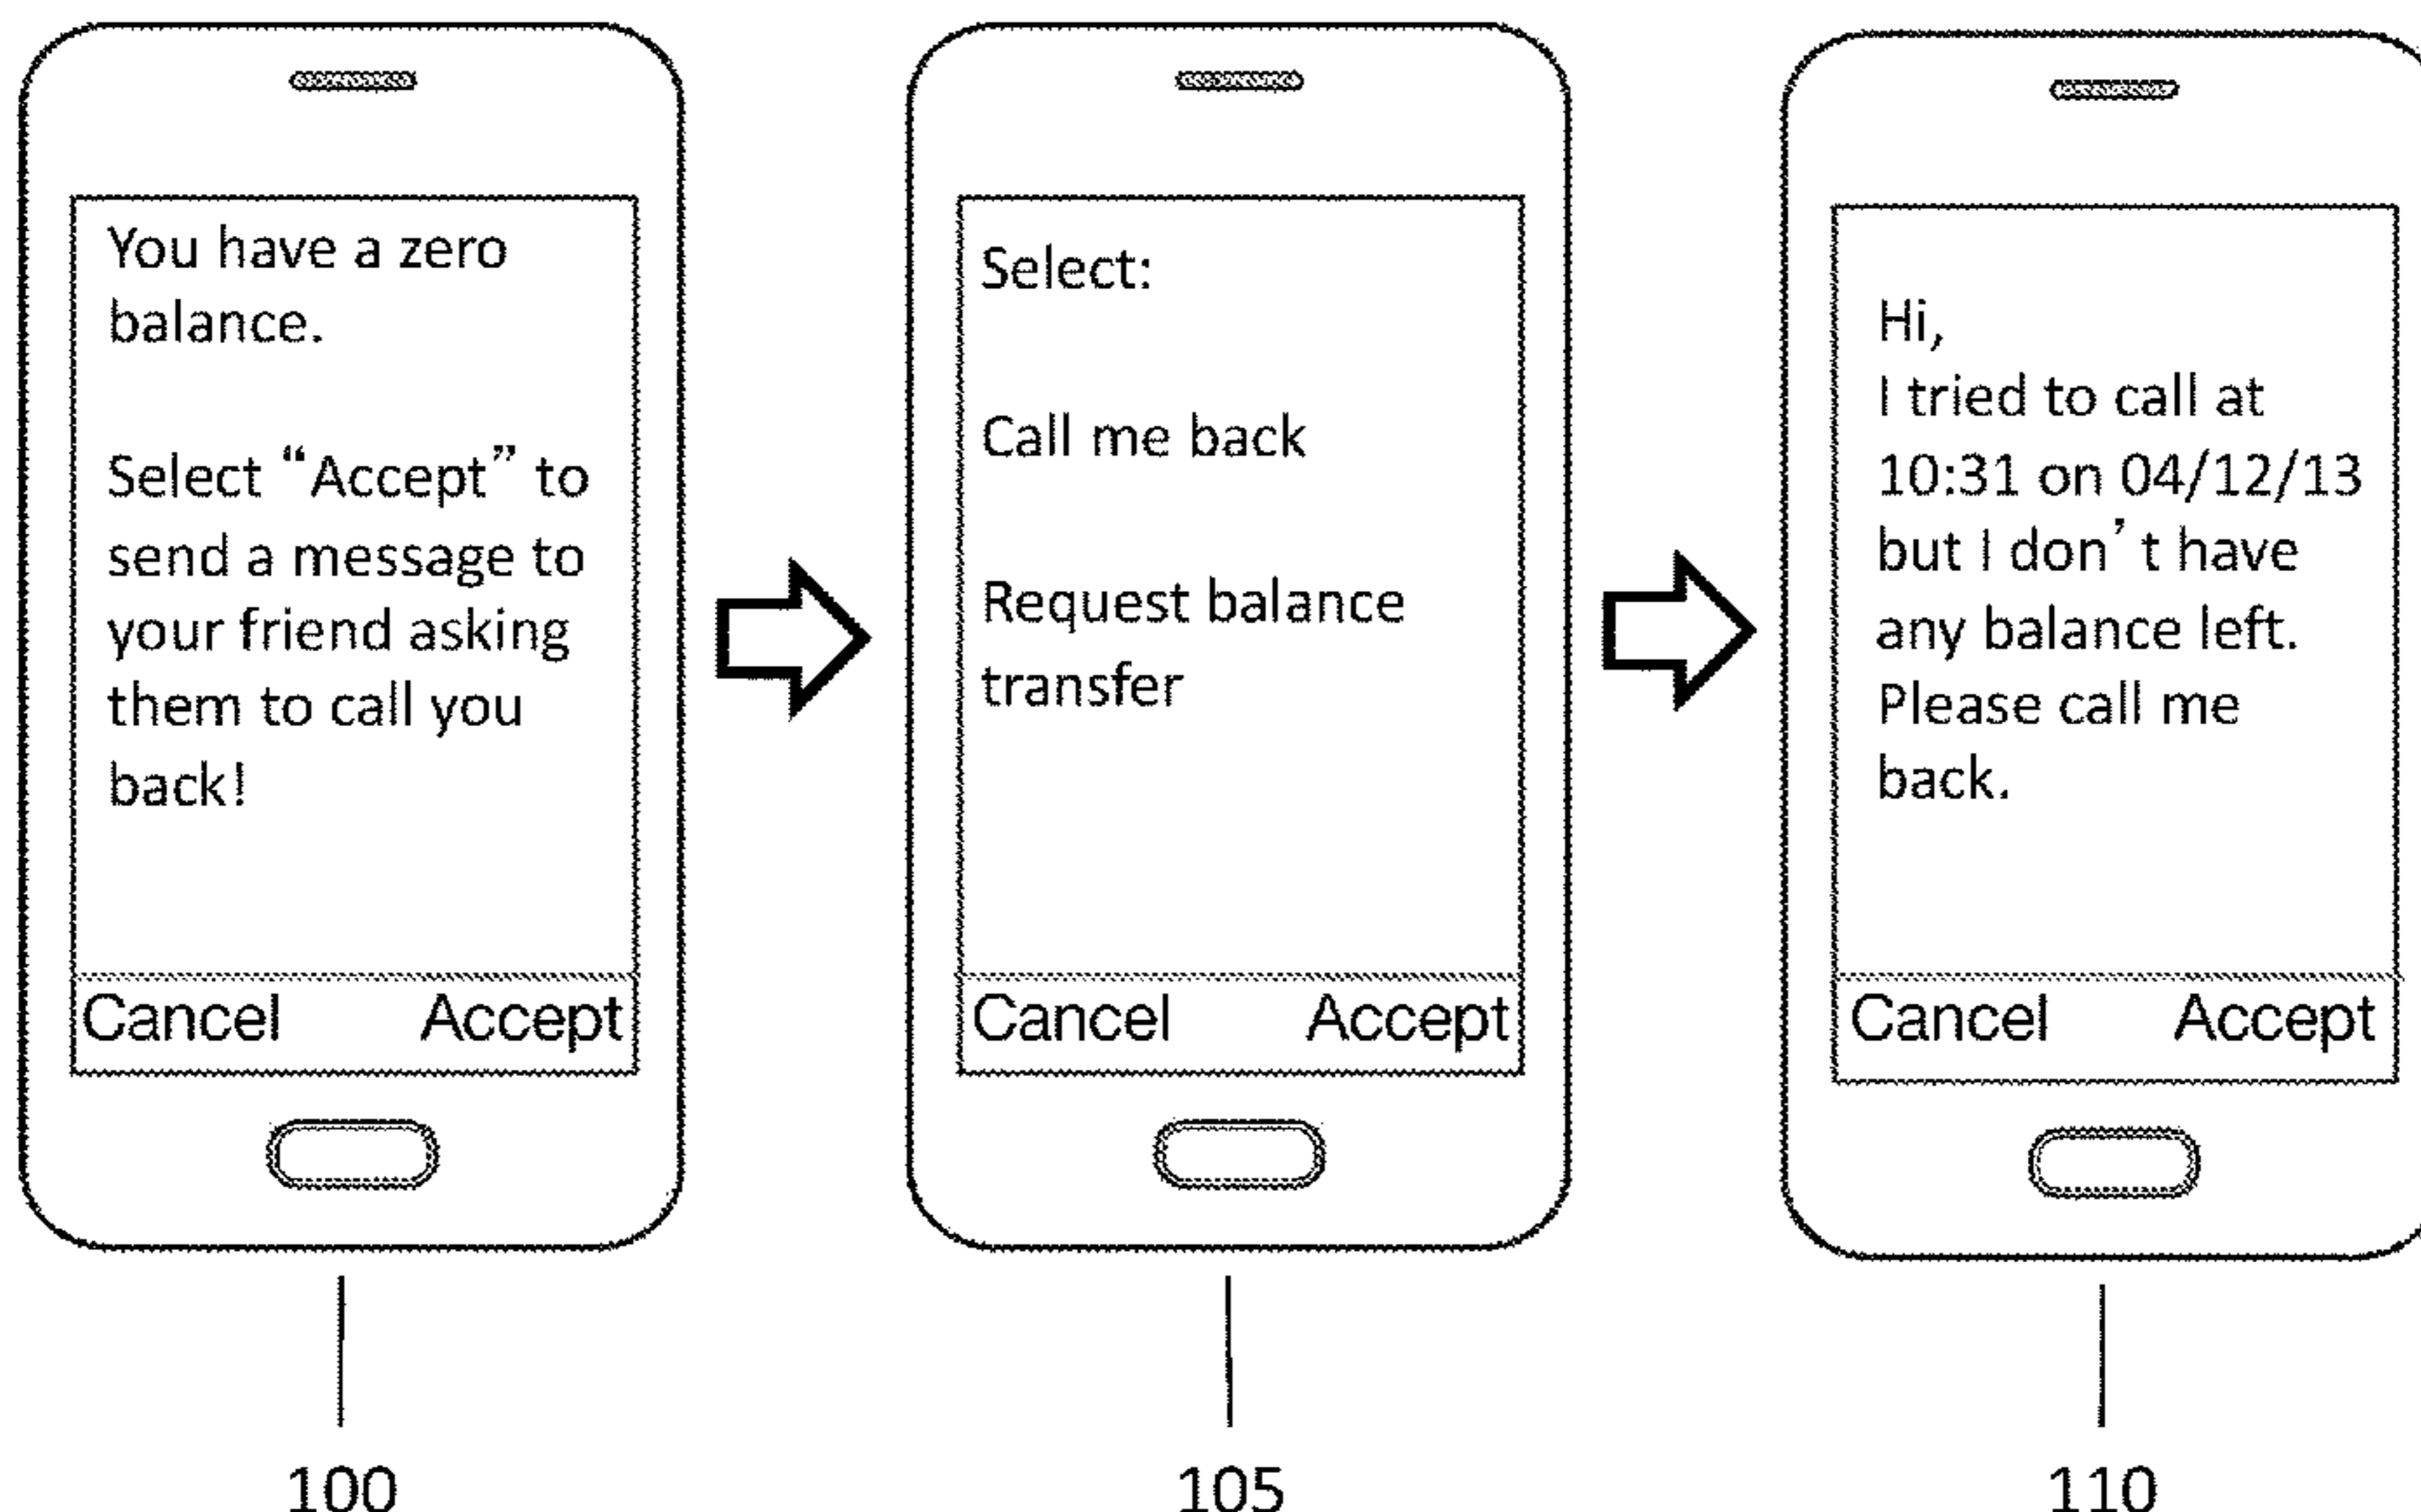 You have a zero
balance.
Select “Accept” to
send a message to
your friend asking
them to call you
back!
Cancel Accept
100
Select:
Call me back
Request balance
transfer
Cancel Accept
105
Hi,
I tried to call at
10:31 on 04/12/13
but I don’t have
any balance left.
Please call me
back.
Cancel Accept
110